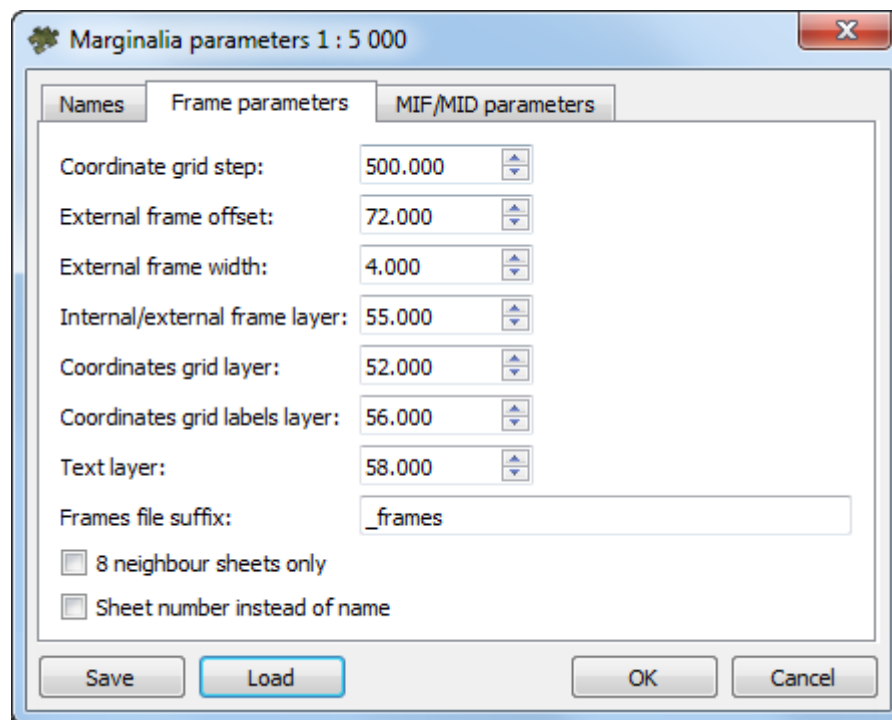 Marginalia parameters 1 : 5 000
Names Frame parameters MIF/MID parameters
Coordinate grid step: 500.000
External frame offset: 72.000
External frame width: 4.000
Internal/external frame layer: 55.000
Coordinates grid layer: 52.000
Coordinates grid labels layer: 56.000
Text layer: 58.000
Frames file suffix: _frames
8 neighbour sheets only
Sheet number instead of name
Save Load OK Cancel